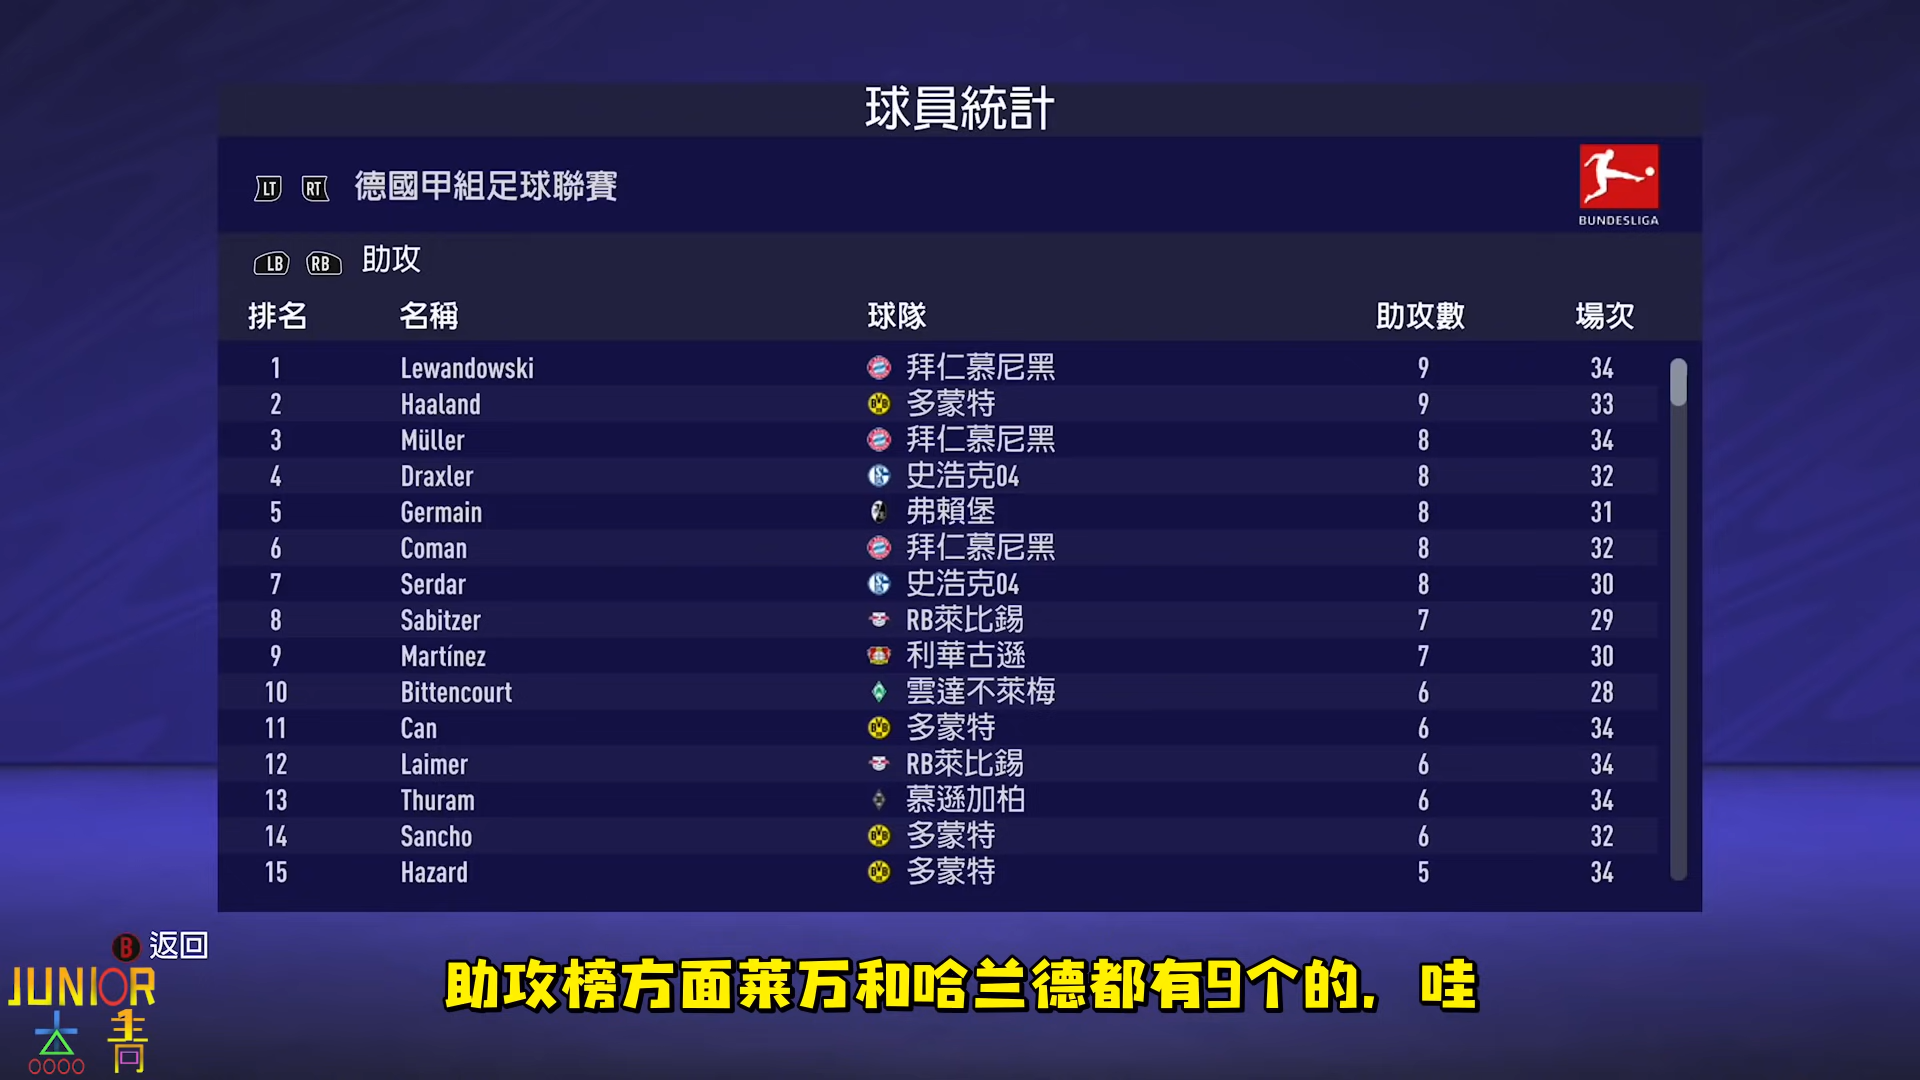 球員統計
LT RT 德國甲組足球聯賽
BUNDESLIGA
LB RB 助攻
排名 名稱 球隊 助攻數 場次
1 Lewandowski 拜仁慕尼黑 9 34
2 Haaland 多蒙特 9 33
3 Müller 拜仁慕尼黑 8 34
4 Draxler 史浩克04 8 32
5 Germain 弗賴堡 8 31
6 Coman 拜仁慕尼黑 8 32
7 Serdar 史浩克04 8 30
8 Sabitzer RB萊比錫 7 29
9 Martínez 利華古遜 7 30
10 Bittencourt 雲達不萊梅 6 28
11 Can 多蒙特 6 34
12 Laimer RB萊比錫 6 34
13 Thuram 慕遜加柏 6 34
14 Sancho 多蒙特 6 32
15 Hazard 多蒙特 5 34
B 返回
JUNIOR
助攻榜方面莱万和哈兰德都有9个的，哇